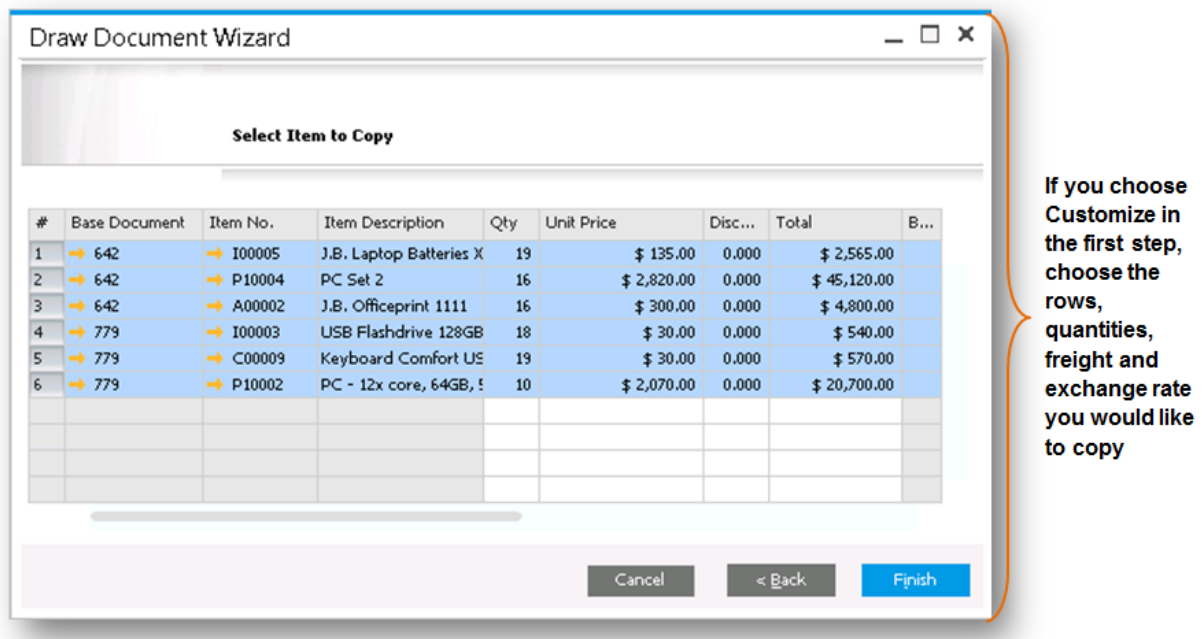 Draw Document Wizard
Select Item to Copy
# Base Document Item No. Item Description Qty Unit Price Disc... Total B...
1 642 I00005 J.B. Laptop Batteries X 19 $ 135.00 0.000 $ 2,565.00
2 642 P10004 PC Set 2 16 $ 2,820.00 0.000 $ 45,120.00
3 642 A00002 J.B. Officeprint 1111 16 $ 300.00 0.000 $ 4,800.00
4 779 I00003 USB Flashdrive 128GB 18 $ 30.00 0.000 $ 540.00
5 779 C00009 Keyboard Comfort US 19 $ 30.00 0.000 $ 570.00
6 779 P10002 PC - 12x core, 64GB, 5 10 $ 2,070.00 0.000 $ 20,700.00
Cancel < Back Finish
If you choose
Customize in
the first step,
choose the
rows,
quantities,
freight and
exchange rate
you would like
to copy